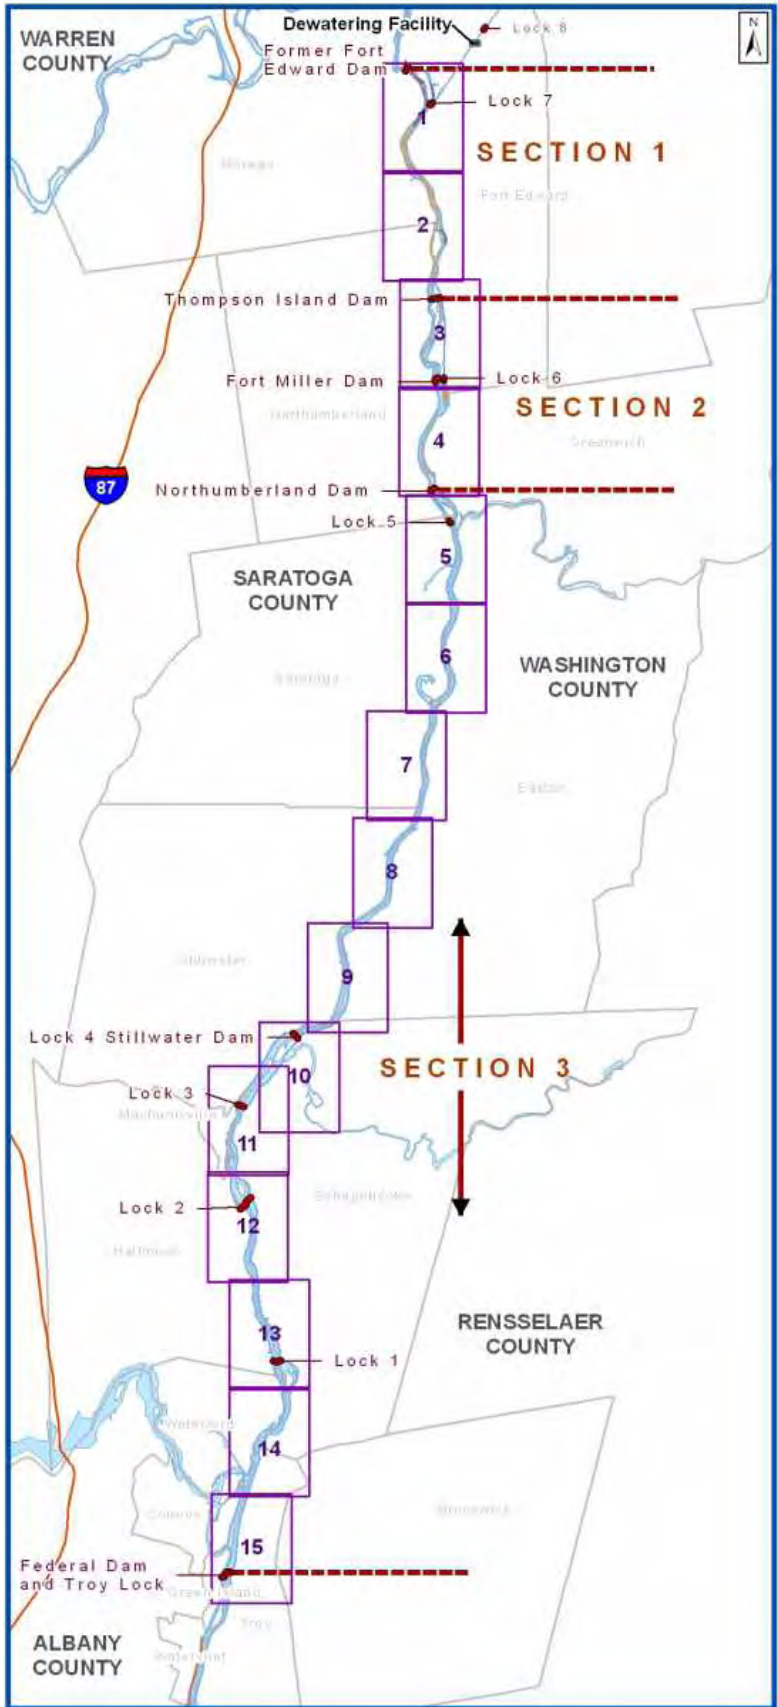 Dewatering Facility
Lock 8
N
WARREN
COUNTY
Former Fort
Edward Dam
Lock 7
1
SECTION 1
Moreau
Fort Edward
2
Thompson Island Dam
3
Fort Miller Dam
Lock 6
SECTION 2
Northumberland
Greenwich
4
87
Northumberland Dam
Lock 5
5
SARATOGA
COUNTY
6
WASHINGTON
COUNTY
Saratoga
7
Easton
8
Stillwater
9
Lock 4 Stillwater Dam
SECTION 3
10
Lock 3
Mechanicville
11
Schaghticoke
Lock 2
12
Halfmoon
RENSSELAER
COUNTY
13
Lock 1
Waterford
14
Cohoes
Brunswick
15
Federal Dam
and Troy Lock
Green Island
Troy
ALBANY
COUNTY
Watervliet